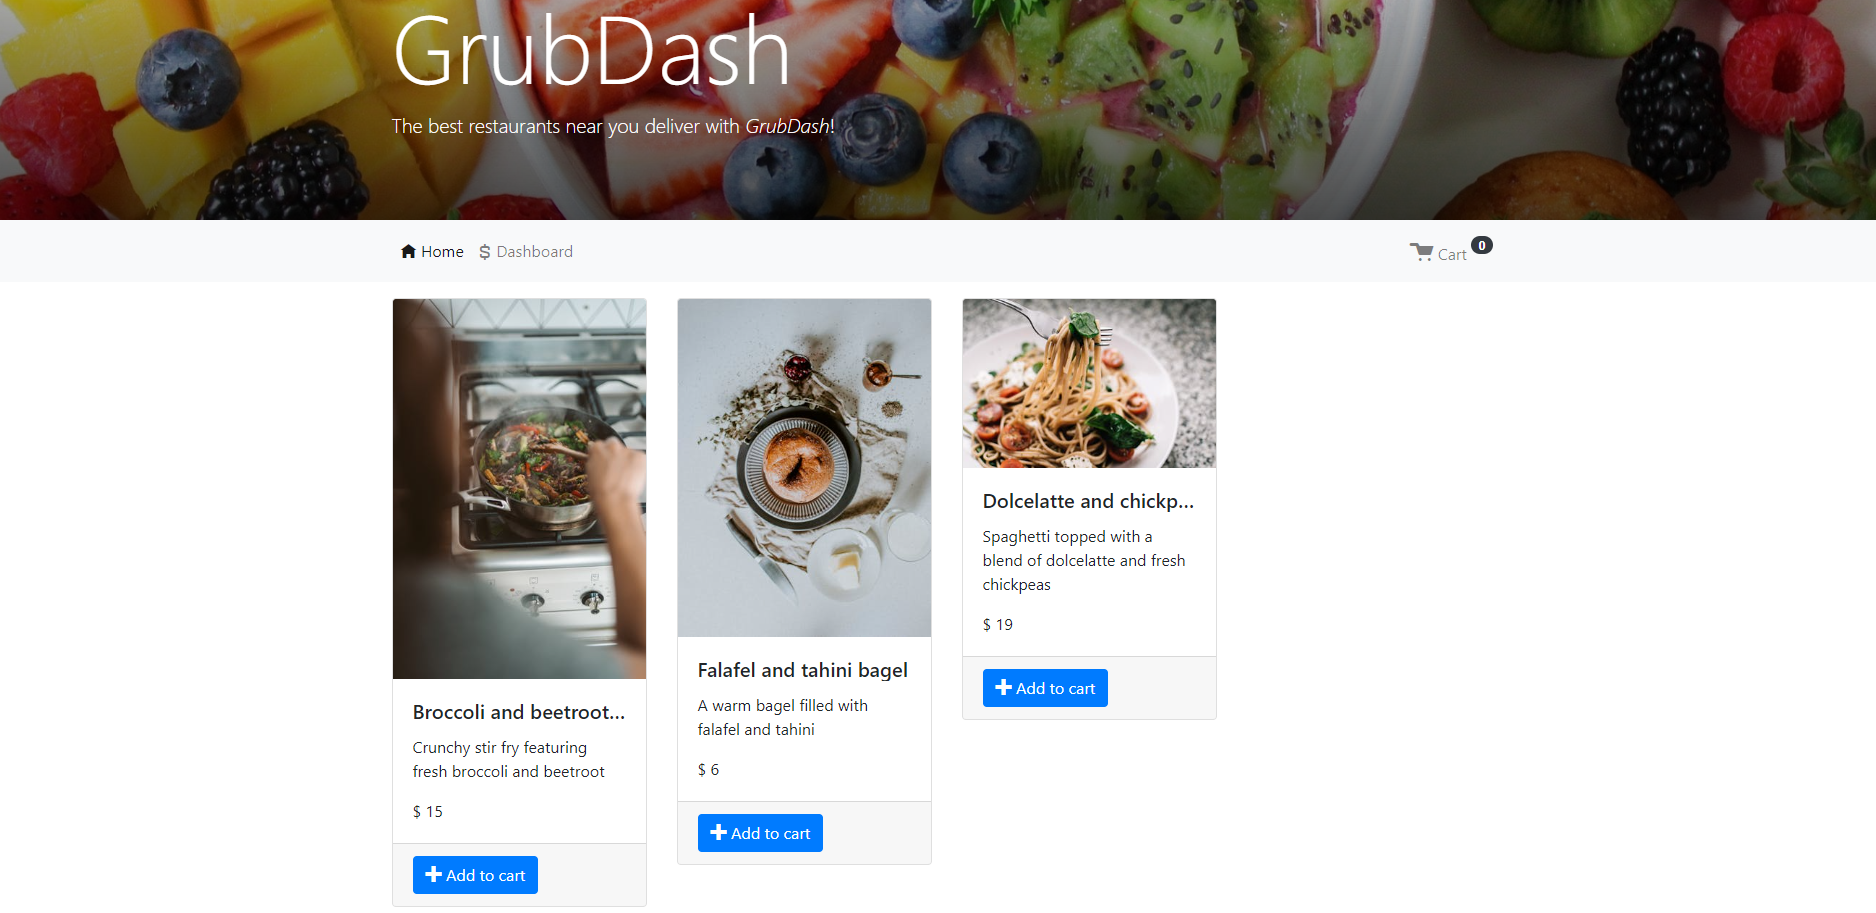 GrubDash
The best restaurants near you deliver with GrubDash!
Home
$ Dashboard
Cart 0
Broccoli and beetroot...
Crunchy stir fry featuring
fresh broccoli and beetroot
$ 15
Add to cart
Falafel and tahini bagel
A warm bagel filled with
falafel and tahini
$ 6
Add to cart
Dolcelatte and chickp...
Spaghetti topped with a
blend of dolcelatte and fresh
chickpeas
$ 19
Add to cart